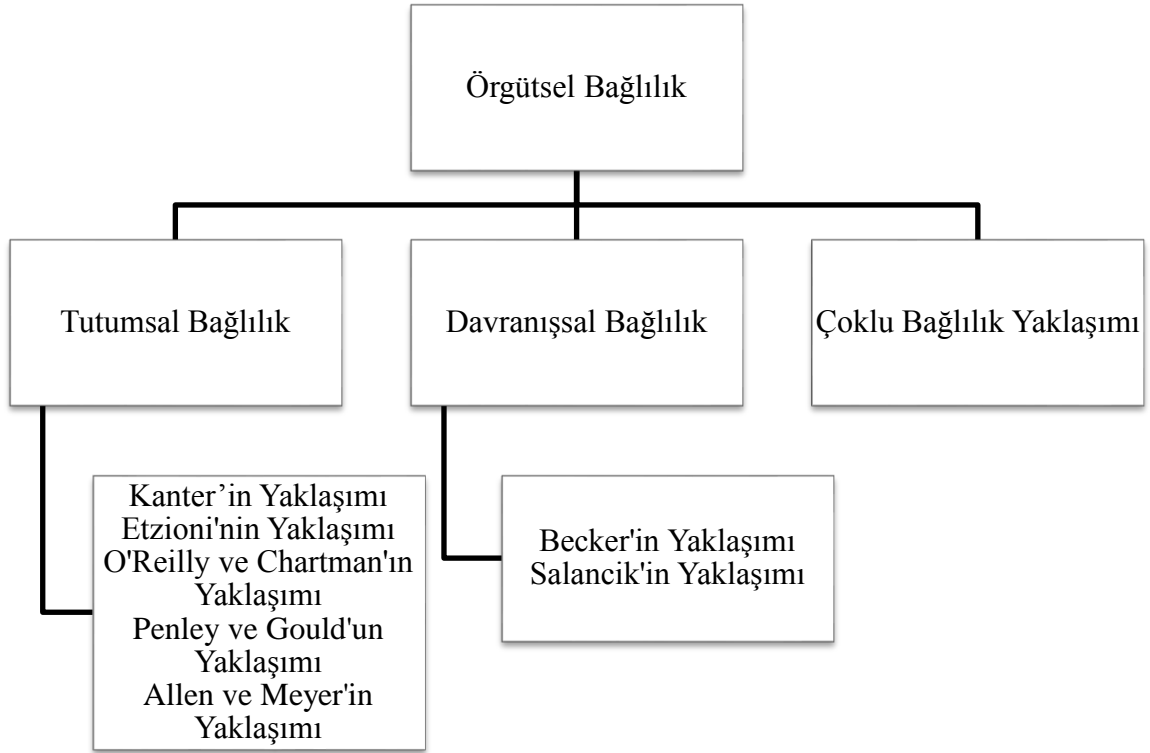 Örgütsel Bağlılık
Tutumsal Bağlılık
Davranışsal Bağlılık
Çoklu Bağlılık Yaklaşımı
Kanter’in Yaklaşımı
Etzioni'nin Yaklaşımı
O'Reilly ve Chartman'ın
Yaklaşımı
Penley ve Gould'un
Yaklaşımı
Allen ve Meyer'in
Yaklaşımı
Becker'in Yaklaşımı
Salancik'in Yaklaşımı